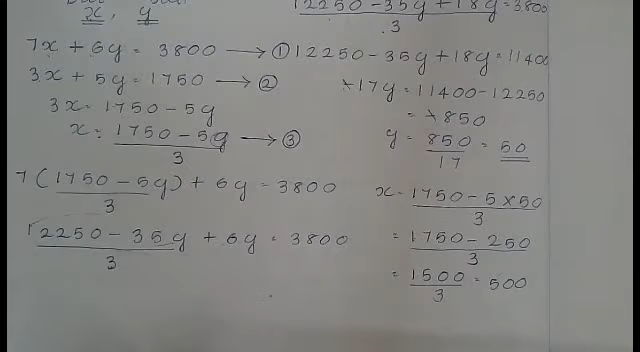 x, y
7x + 6y = 3800 → ①
3x + 5y = 1750 → ②
3x = 1750 - 5y
x = 1750 - 5y → ③
3
7 (1750 - 5y) + 6y = 3800
3
12250 - 35y + 6y = 3800
3
12250 - 35y + 18y = 3800
3
12250 - 35y + 18y = 11400
-17y = 11400 - 12250
= -850
y = 850 = 50
17
x = 1750 - 5 × 50
3
= 1750 - 250
3
= 1500 = 500
3